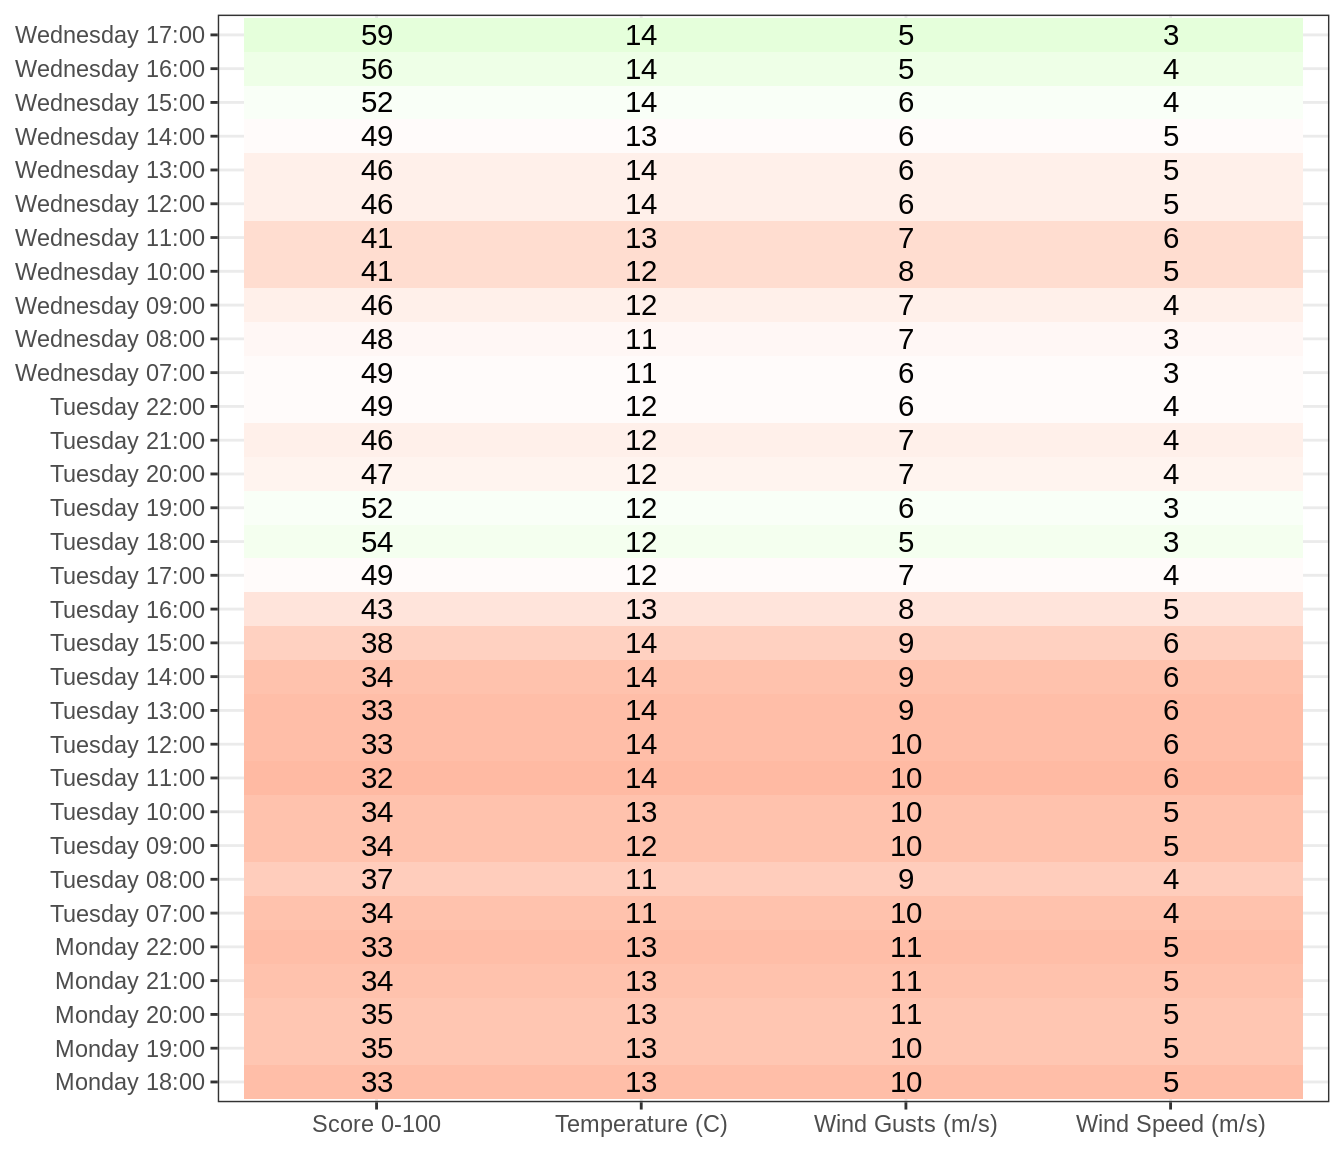 Wednesday 17:00 59 14 5 3
Wednesday 16:00 56 14 5 4
Wednesday 15:00 52 14 6 4
Wednesday 14:00 49 13 6 5
Wednesday 13:00 46 14 6 5
Wednesday 12:00 46 14 6 5
Wednesday 11:00 41 13 7 6
Wednesday 10:00 41 12 8 5
Wednesday 09:00 46 12 7 4
Wednesday 08:00 48 11 7 3
Wednesday 07:00 49 11 6 3
Tuesday 22:00 49 12 6 4
Tuesday 21:00 46 12 7 4
Tuesday 20:00 47 12 7 4
Tuesday 19:00 52 12 6 3
Tuesday 18:00 54 12 5 3
Tuesday 17:00 49 12 7 4
Tuesday 16:00 43 13 8 5
Tuesday 15:00 38 14 9 6
Tuesday 14:00 34 14 9 6
Tuesday 13:00 33 14 9 6
Tuesday 12:00 33 14 10 6
Tuesday 11:00 32 14 10 6
Tuesday 10:00 34 13 10 5
Tuesday 09:00 34 12 10 5
Tuesday 08:00 37 11 9 4
Tuesday 07:00 34 11 10 4
Monday 22:00 33 13 11 5
Monday 21:00 34 13 11 5
Monday 20:00 35 13 11 5
Monday 19:00 35 13 10 5
Monday 18:00 33 13 10 5
Score 0-100 Temperature (C) Wind Gusts (m/s) Wind Speed (m/s)